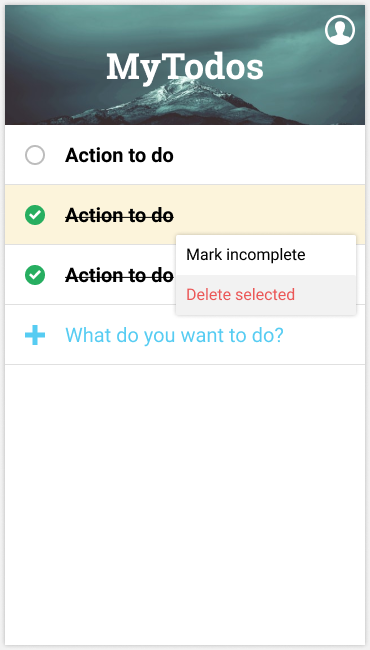 MyTodos
Action to do
Action to do
Action to do
Mark incomplete
Delete selected
What do you want to do?